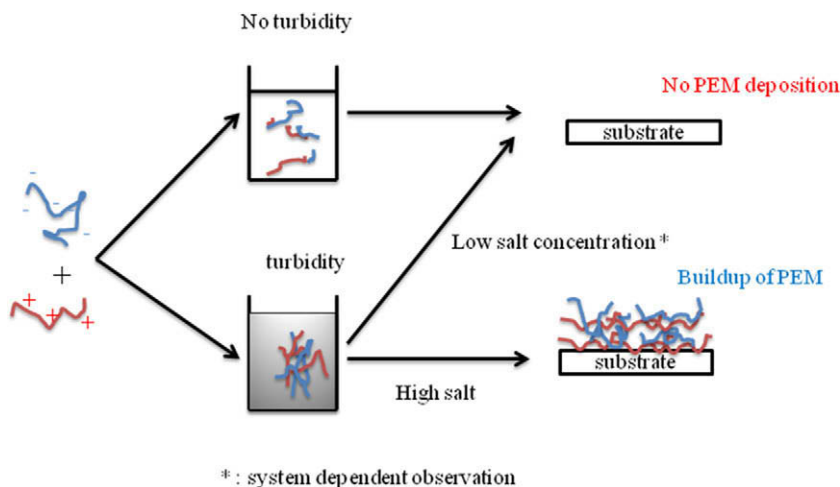 No turbidity
No PEM deposition
substrate
-
-
-
-
-
+
+
+
+
Low salt concentration *
turbidity
Buildup of PEM
substrate
High salt
* : system dependent observation